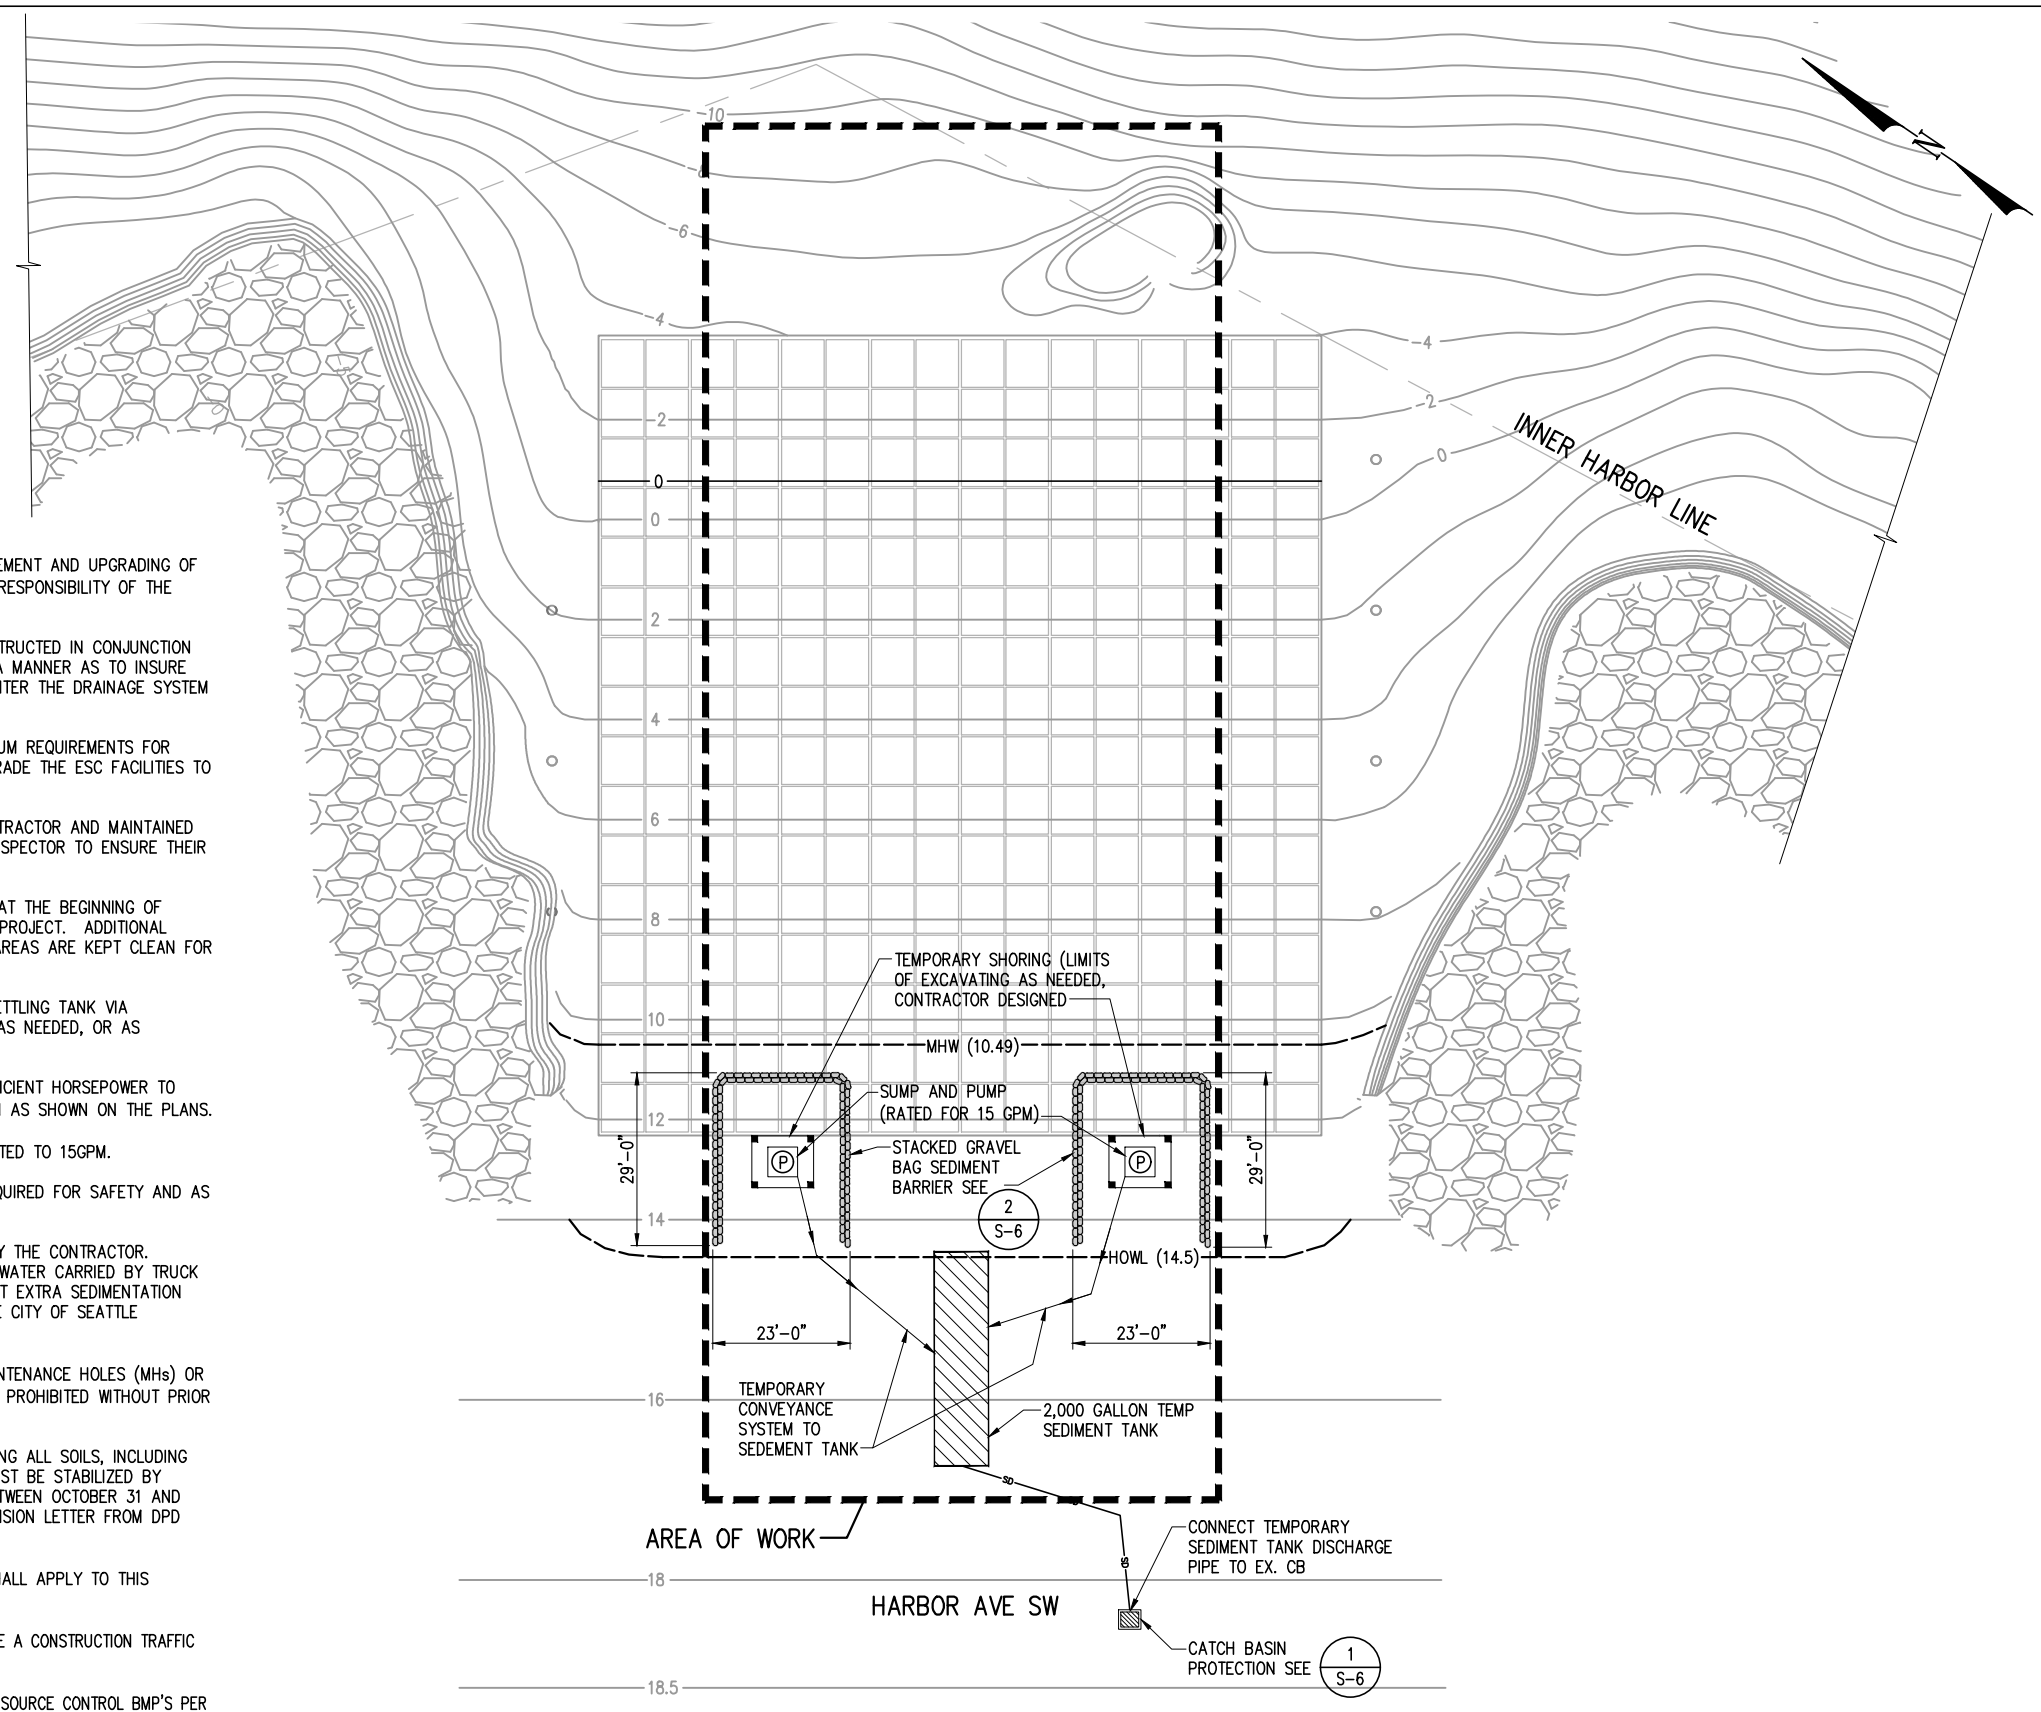 EMENT AND UPGRADING OF
RESPONSIBILITY OF THE
TRUCTED IN CONJUNCTION
A MANNER AS TO INSURE
TER THE DRAINAGE SYSTEM
UM REQUIREMENTS FOR
RADE THE ESC FACILITIES TO
TRACTOR AND MAINTAINED
SPECTOR TO ENSURE THEIR
AT THE BEGINNING OF
PROJECT. ADDITIONAL
AREAS ARE KEPT CLEAN FOR
ETTLING TANK VIA
AS NEEDED, OR AS
ICIENT HORSEPOWER TO
AS SHOWN ON THE PLANS.
TED TO 15GPM.
QUIRED FOR SAFETY AND AS
Y THE CONTRACTOR.
WATER CARRIED BY TRUCK
T EXTRA SEDIMENTATION
E CITY OF SEATTLE
NTENANCE HOLES (MHs) OR
PROHIBITED WITHOUT PRIOR
NG ALL SOILS, INCLUDING
ST BE STABILIZED BY
TWEEN OCTOBER 31 AND
SION LETTER FROM DPD
HALL APPLY TO THIS
E A CONSTRUCTION TRAFFIC
SOURCE CONTROL BMP'S PER
N
-10
-6
-4
-4
-2
-2
0
0
0
INNER HARBOR LINE
2
4
6
8
TEMPORARY SHORING (LIMITS
OF EXCAVATING AS NEEDED,
CONTRACTOR DESIGNED
10
MHW (10.49)
SUMP AND PUMP
(RATED FOR 15 GPM)
12
STACKED GRAVEL
BAG SEDIMENT
BARRIER SEE
2
S-6
P
P
29'-0"
29'-0"
14
HOWL (14.5)
23'-0"
23'-0"
TEMPORARY
CONVEYANCE
SYSTEM TO
SEDEMENT TANK
16
2,000 GALLON TEMP
SEDIMENT TANK
SD
SD
AREA OF WORK
CONNECT TEMPORARY
SEDIMENT TANK DISCHARGE
PIPE TO EX. CB
18
HARBOR AVE SW
CATCH BASIN
PROTECTION SEE
1
S-6
18.5